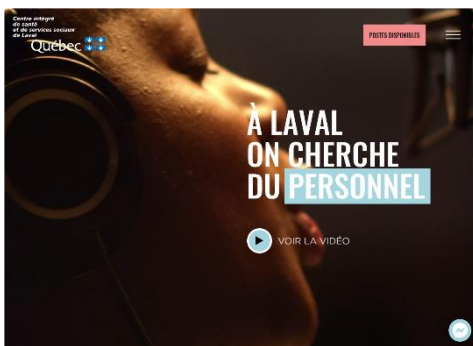 Centre intégré
de santé
et de services sociaux
de Laval
Québec
POSTES DISPONIBLES
À LAVAL
ON CHERCHE
DU PERSONNEL
VOIR LA VIDÉO